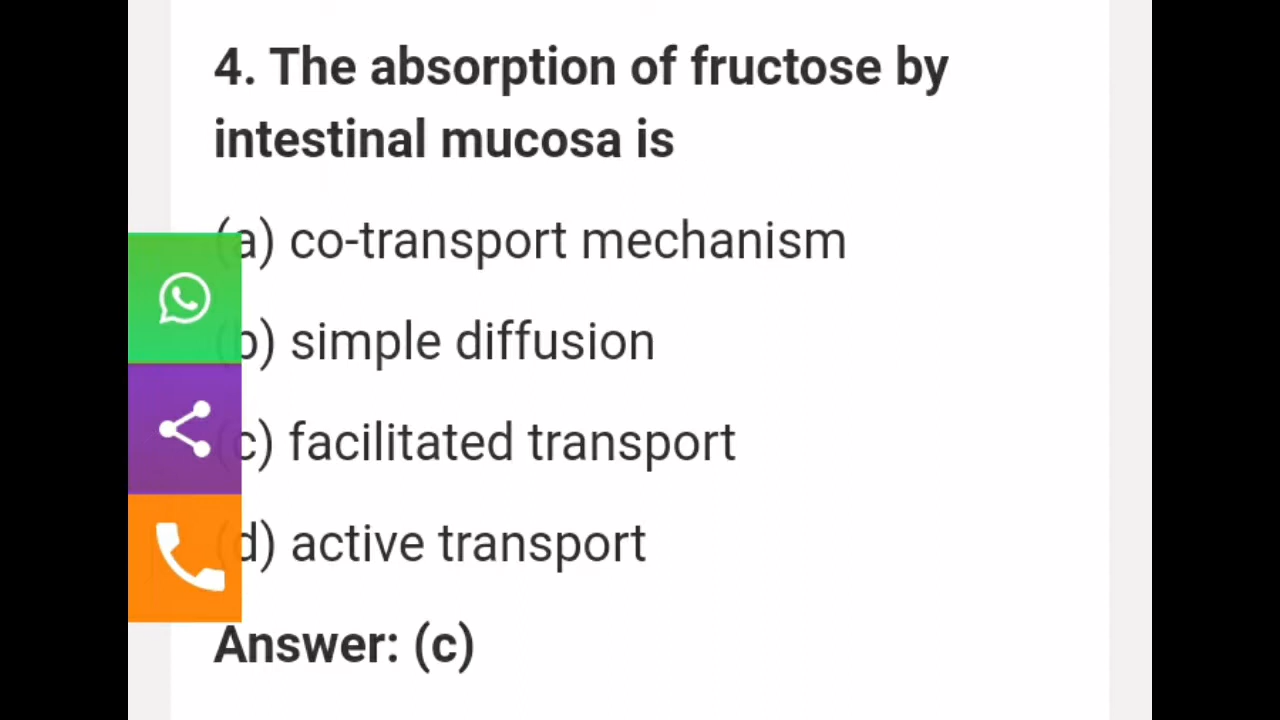 4. The absorption of fructose by
intestinal mucosa is
(a) co-transport mechanism
(b) simple diffusion
(c) facilitated transport
(d) active transport
Answer: (c)